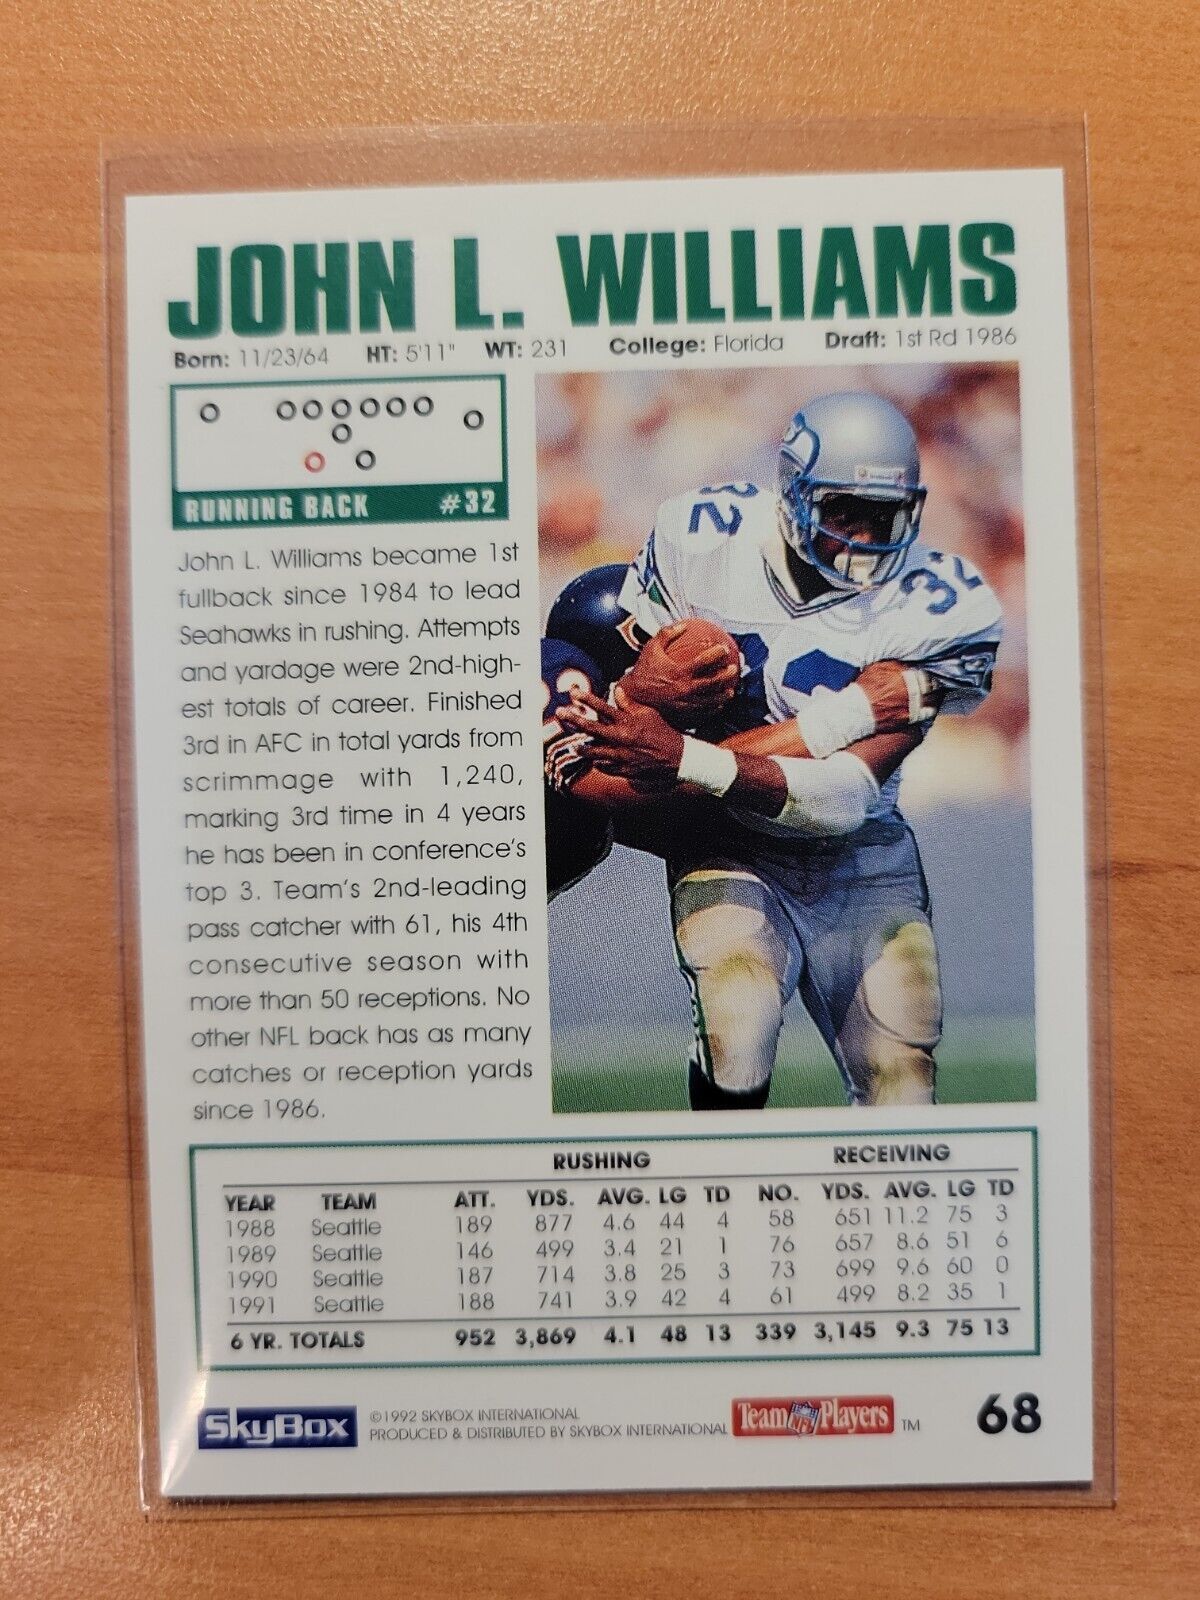 JOHN L. WILLIAMS
Born: 11/23/64 HT: 5'11" WT: 231 College: Florida Draft: 1st Rd 1986
RUNNING BACK #32
John L. Williams became 1st
fullback since 1984 to lead
Seahawks in rushing. Attempts
and yardage were 2nd-high-
est totals of career. Finished
3rd in AFC in total yards from
scrimmage with 1,240,
marking 3rd time in 4 years
he has been in conference's
top 3. Team's 2nd-leading
pass catcher with 61, his 4th
consecutive season with
more than 50 receptions. No
other NFL back has as many
catches or reception yards
since 1986.
32
32
RUSHING RECEIVING
YEAR TEAM ATT. YDS. AVG. LG TD NO. YDS. AVG. LG TD
1988 Seattle 189 877 4.6 44 4 58 651 11.2 75 3
1989 Seattle 146 499 3.4 21 1 76 657 8.6 51 6
1990 Seattle 187 714 3.8 25 3 73 699 9.6 60 0
1991 Seattle 188 741 3.9 42 4 61 499 8.2 35 1
6 YR. TOTALS 952 3,869 4.1 48 13 339 3,145 9.3 75 13
SkyBox
©1992 SKYBOX INTERNATIONAL
PRODUCED & DISTRIBUTED BY SKYBOX INTERNATIONAL
Team NFL Players ™
68